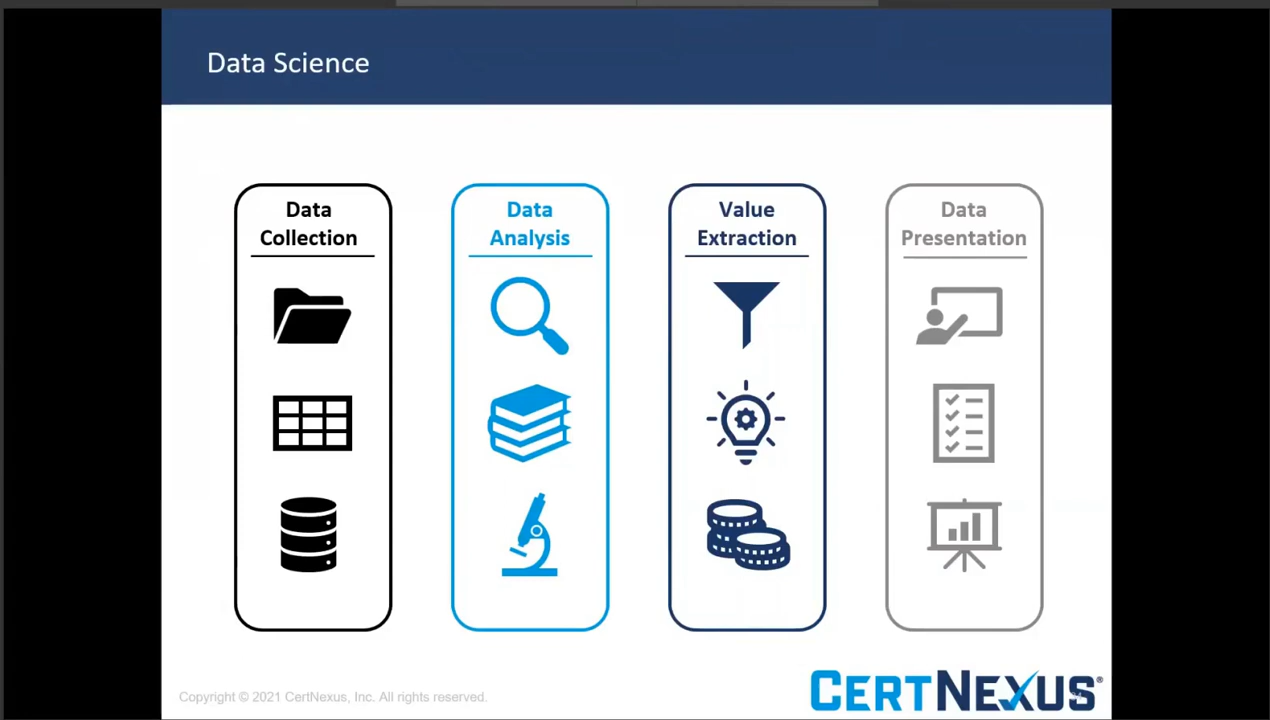 Data Science
Data
Collection
Data
Analysis
Value
Extraction
Data
Presentation
Copyright © 2021 CertNexus, Inc. All rights reserved.
CERTNEXUS®